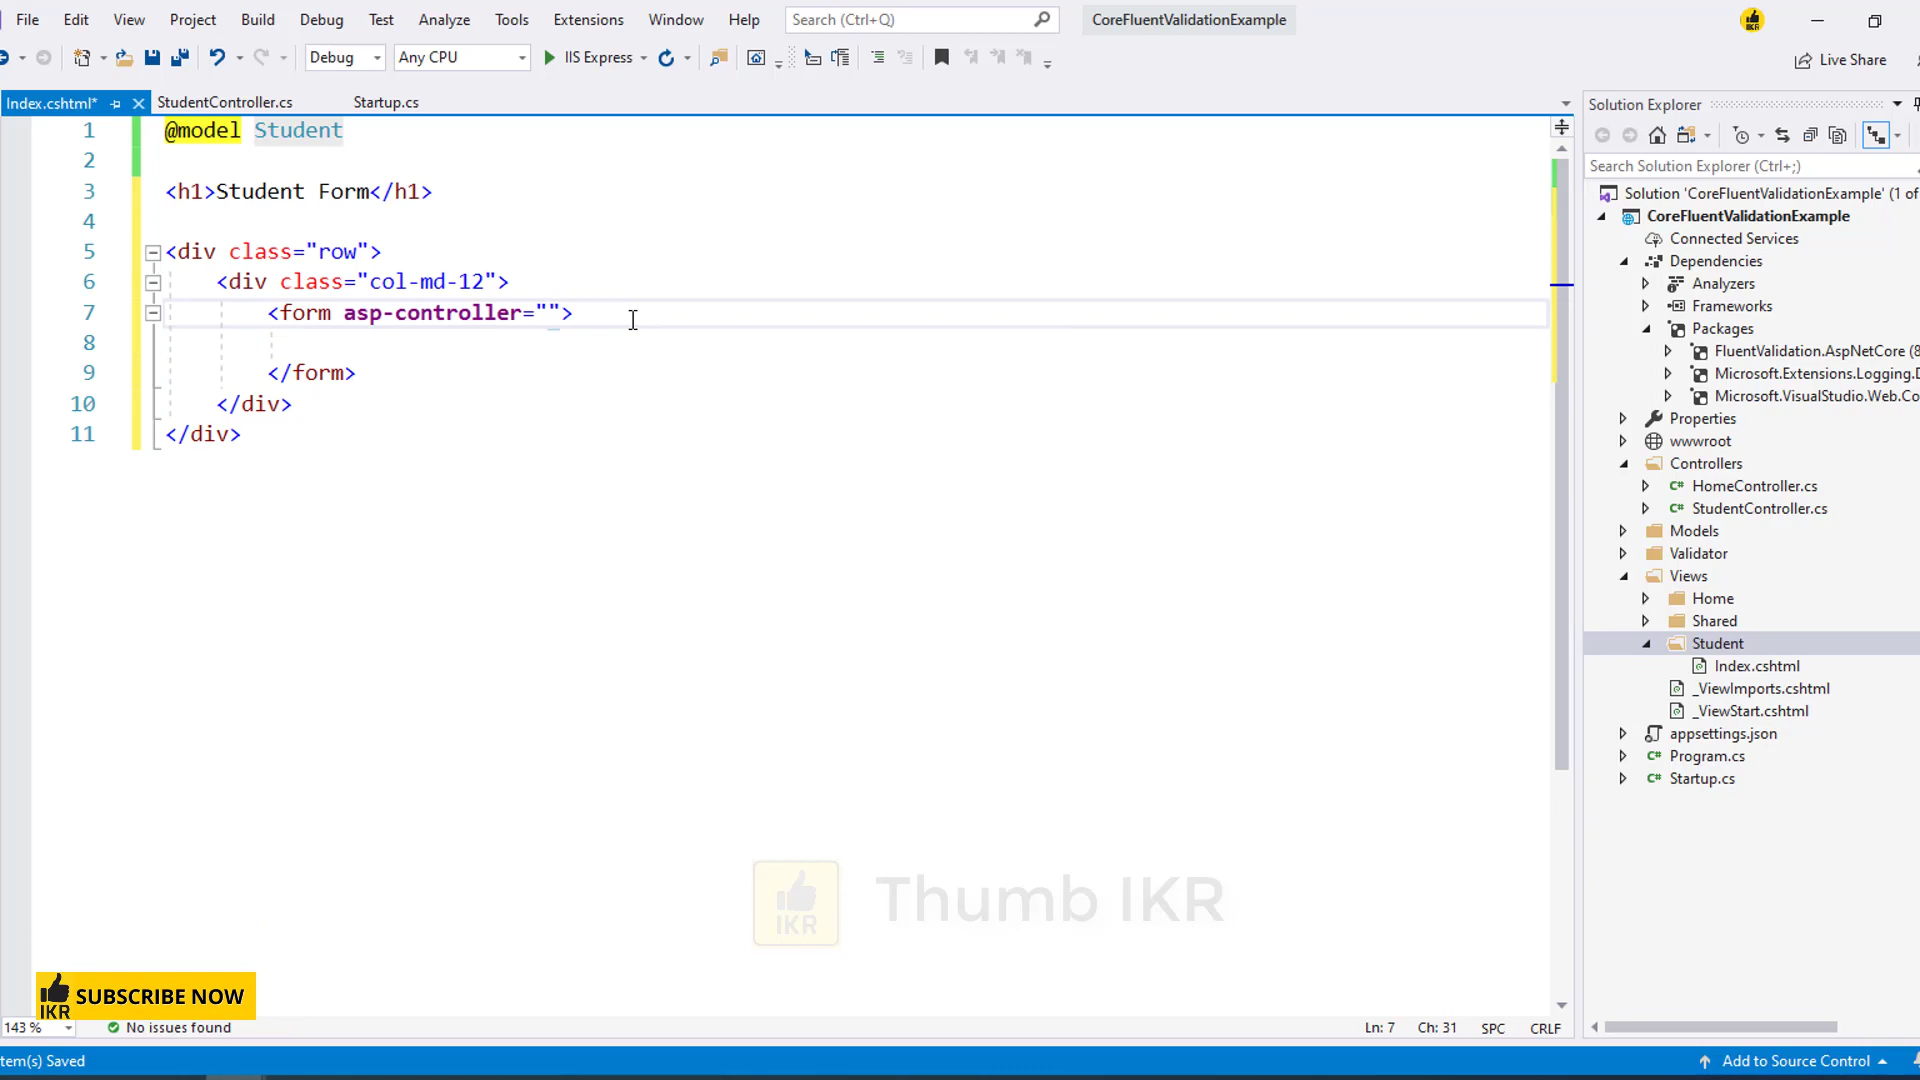 File Edit View Project Build Debug Test Analyze Tools Extensions Window Help Search (Ctrl+Q) CoreFluentValidationExample
Debug Any CPU IIS Express Live Share
Index.cshtml* StudentController.cs Startup.cs
1 @model Student
2
3 <h1>Student Form</h1>
4
5 <div class="row">
6 <div class="col-md-12">
7 <form asp-controller="">
8
9 </form>
10 </div>
11 </div>
Solution Explorer
Search Solution Explorer (Ctrl+;)
Solution 'CoreFluentValidationExample' (1 of
CoreFluentValidationExample
Connected Services
Dependencies
Analyzers
Frameworks
Packages
FluentValidation.AspNetCore (8
Microsoft.Extensions.Logging.D
Microsoft.VisualStudio.Web.Co
Properties
wwwroot
Controllers
HomeController.cs
StudentController.cs
Models
Validator
Views
Home
Shared
Student
Index.cshtml
_ViewImports.cshtml
_ViewStart.cshtml
appsettings.json
Program.cs
Startup.cs
IKR Thumb IKR
IKR SUBSCRIBE NOW
143 % No issues found Ln: 7 Ch: 31 SPC CRLF
tem(s) Saved Add to Source Control